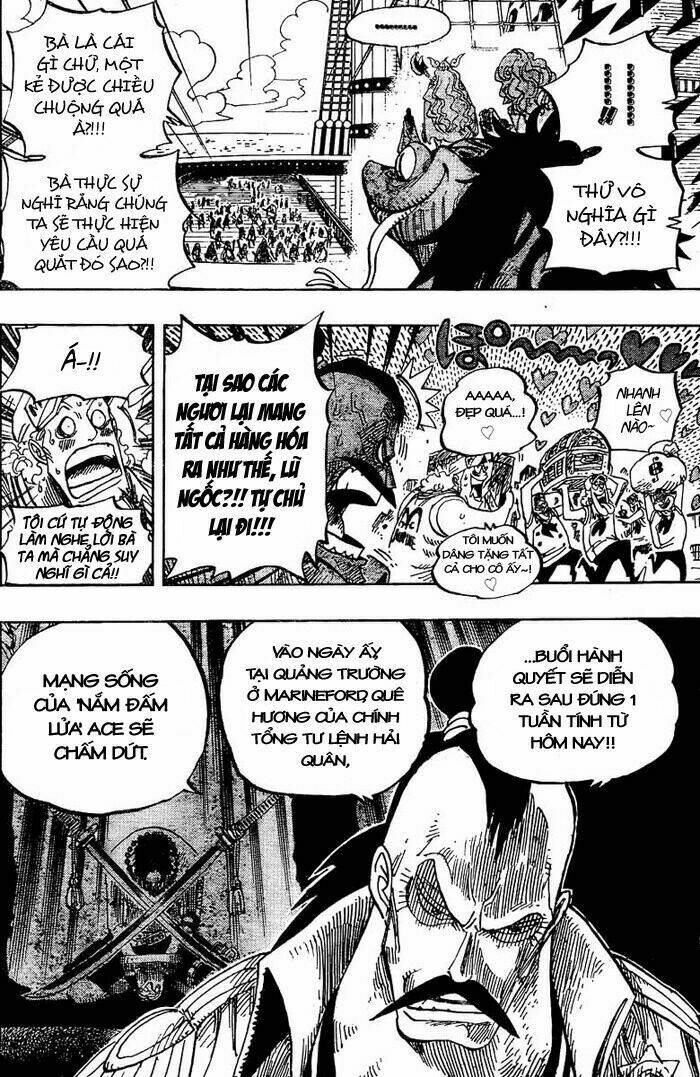 .........
BÀ LÀ CÁI
GÌ CHỨ, MỘT
KẺ ĐƯỢC CHIỀU
CHUỘNG QUÁ
À?!!!
BÀ THỰC SỰ
NGHĨ RẰNG CHÚNG
TA SẼ THỰC HIỆN
YÊU CẦU QUÁ
QUẮT ĐÓ SAO?!!
!!
THỨ VÔ
NGHĨA GÌ
ĐÂY?!!!
Á-!!
TÔI CỨ TỰ ĐỘNG
LÀM NGHE LỜI BÀ
TA MÀ CHẲNG SUY
NGHĨ GÌ CẢ!!
TẠI SAO CÁC
NGƯƠI LẠI MANG
TẤT CẢ HÀNG HÓA
RA NHƯ THẾ, LŨ
NGỐC?!!! TỰ CHỦ
LẠI ĐI!!!
ぽ〜〜っ
AAAAA,
ĐẸP QUÁ...!
♡
NHANH
LÊN
NÀO~
♡
TÔI MUỐN
DÂNG TẶNG TẤT
CẢ CHO CÔ ẤY~!
♡
$
MẠNG SỐNG
CỦA 'NẮM ĐẤM
LỬA' ACE SẼ
CHẤM DỨT.
VÀO NGÀY ẤY,
TẠI QUẢNG TRƯỜNG
Ở MARINEFORD, QUÊ
HƯƠNG CỦA CHÍNH
TỔNG TƯ LỆNH HẢI
QUÂN,
...BUỔI HÀNH
QUYẾT SẼ DIỄN
RA SAU ĐÚNG 1
TUẦN TÍNH TỪ
HÔM NAY!!